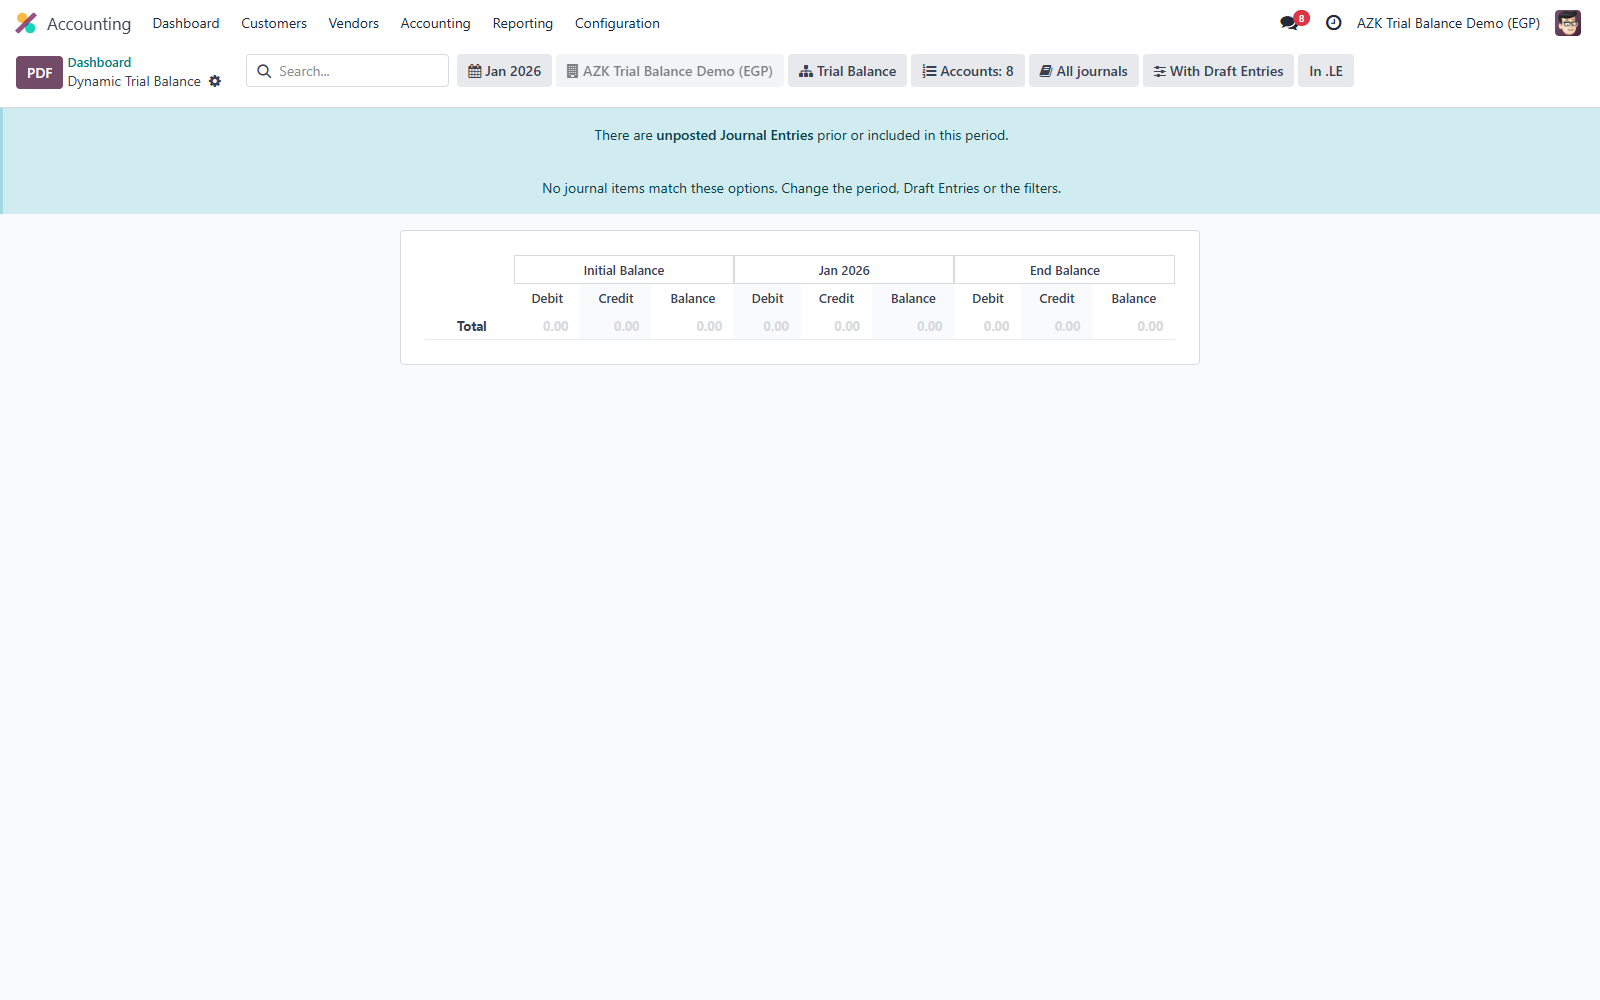 Accounting
Dashboard
Customers
Vendors
Accounting
Reporting
Configuration
8
AZK Trial Balance Demo (EGP)
PDF
Dashboard
Dynamic Trial Balance
Search...
Jan 2026
AZK Trial Balance Demo (EGP)
Trial Balance
Accounts: 8
All journals
With Draft Entries
In .LE
There are unposted Journal Entries prior or included in this period.
No journal items match these options. Change the period, Draft Entries or the filters.
Initial Balance Jan 2026 End Balance
Debit Credit Balance Debit Credit Balance Debit Credit Balance
Total 0.00 0.00 0.00 0.00 0.00 0.00 0.00 0.00 0.00